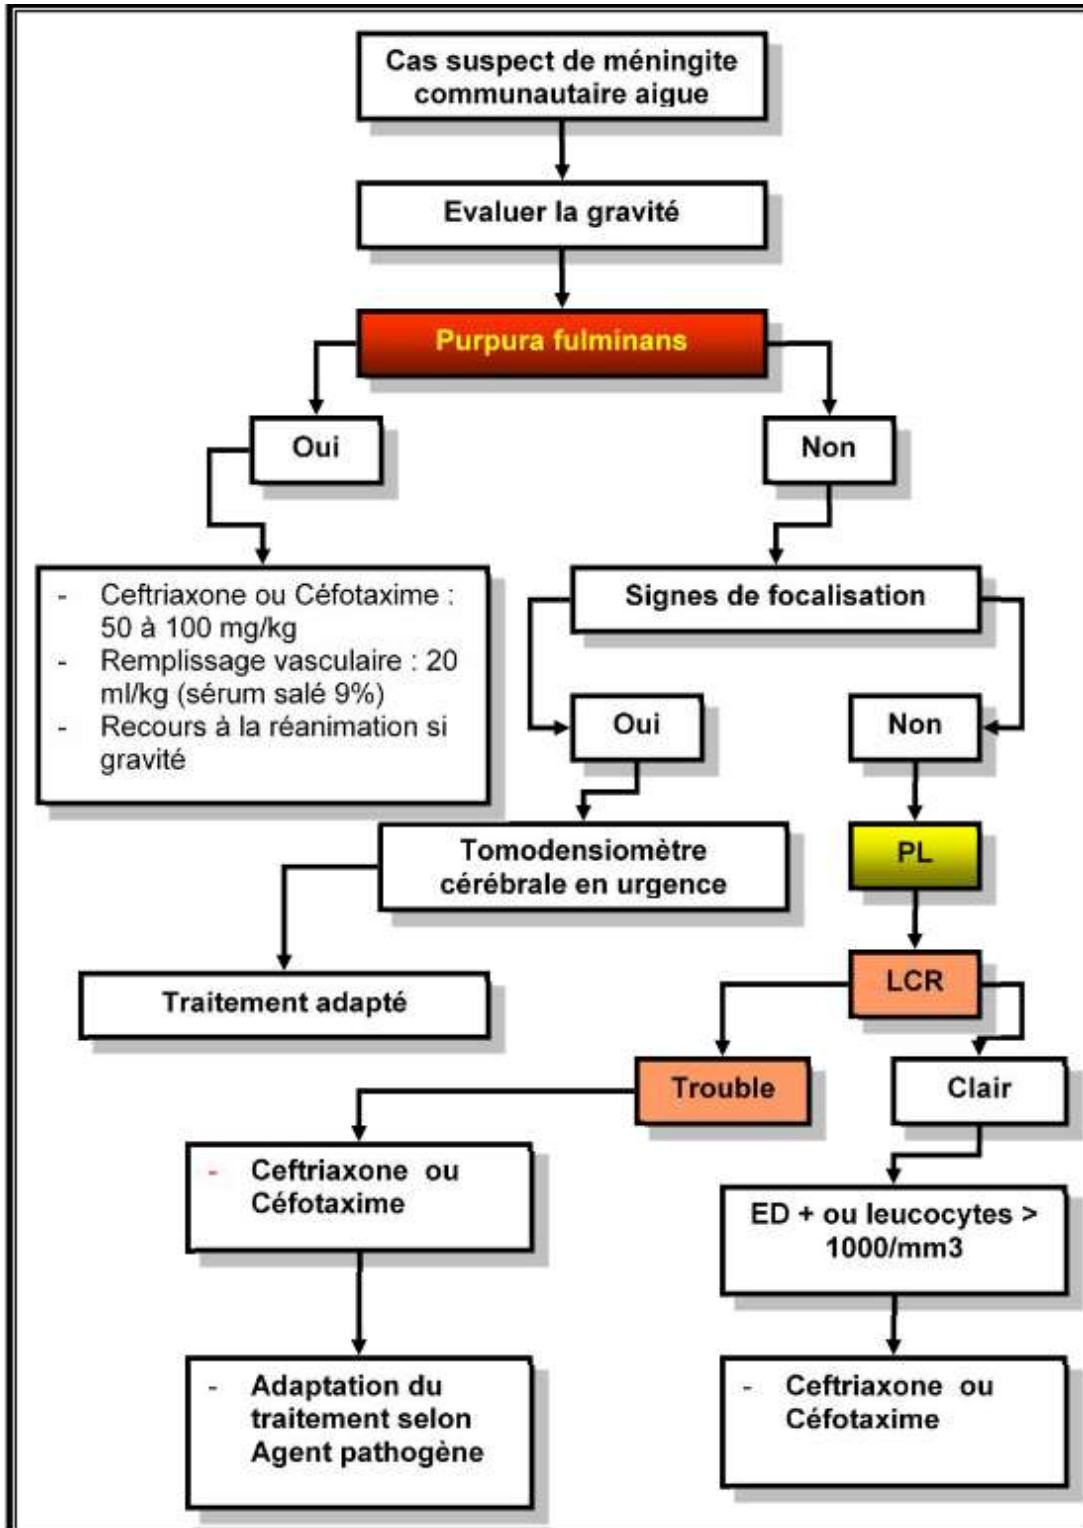 Cas suspect de méningite
communautaire aigue
Evaluer la gravité
Purpura fulminans
Oui
Non
- Ceftriaxone ou Céfotaxime :
50 à 100 mg/kg
- Remplissage vasculaire : 20
ml/kg (sérum salé 9%)
- Recours à la réanimation si
gravité
Signes de focalisation
Oui
Non
Tomodensiomètre
cérébrale en urgence
PL
Traitement adapté
LCR
Trouble
Clair
- Ceftriaxone ou
Céfotaxime
ED + ou leucocytes >
1000/mm3
- Adaptation du
traitement selon
Agent pathogène
- Ceftriaxone ou
Céfotaxime